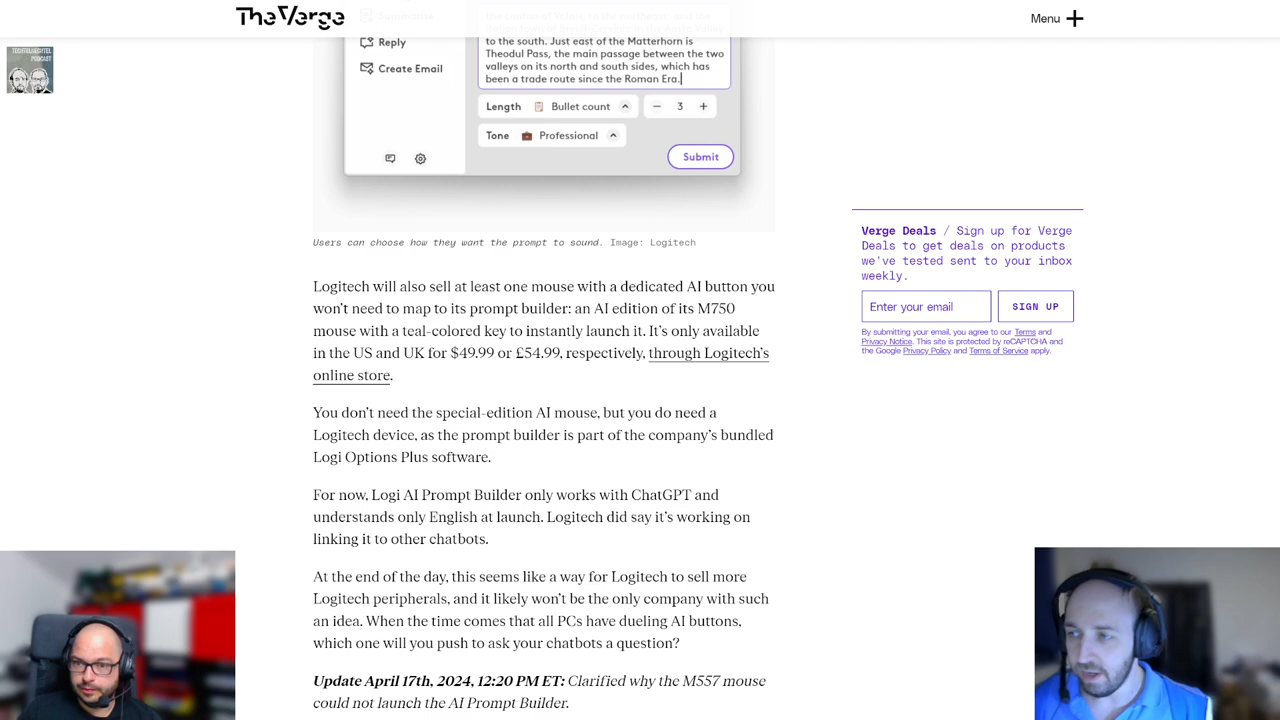 The Verge
Menu
TECHTELMECHTEL
PODCAST
Summarize
to the south. Just east of the Matterhorn is
Theodul Pass, the main passage between the two
valleys on its north and south sides, which has
been a trade route since the Roman Era.
Reply
Create Email
Length Bullet count 3
Tone Professional
Submit
Users can choose how they want the prompt to sound. Image: Logitech
Logitech will also sell at least one mouse with a dedicated AI button you
won’t need to map to its prompt builder: an AI edition of its M750
mouse with a teal-colored key to instantly launch it. It’s only available
in the US and UK for $49.99 or £54.99, respectively, through Logitech’s
online store.
You don’t need the special-edition AI mouse, but you do need a
Logitech device, as the prompt builder is part of the company’s bundled
Logi Options Plus software.
For now, Logi AI Prompt Builder only works with ChatGPT and
understands only English at launch. Logitech did say it’s working on
linking it to other chatbots.
At the end of the day, this seems like a way for Logitech to sell more
Logitech peripherals, and it likely won’t be the only company with such
an idea. When the time comes that all PCs have dueling AI buttons,
which one will you push to ask your chatbots a question?
Update April 17th, 2024, 12:20 PM ET: Clarified why the M557 mouse
could not launch the AI Prompt Builder.
Verge Deals / Sign up for Verge
Deals to get deals on products
we've tested sent to your inbox
weekly.
Enter your email
SIGN UP
By submitting your email, you agree to our Terms and
Privacy Notice. This site is protected by reCAPTCHA and
the Google Privacy Policy and Terms of Service apply.